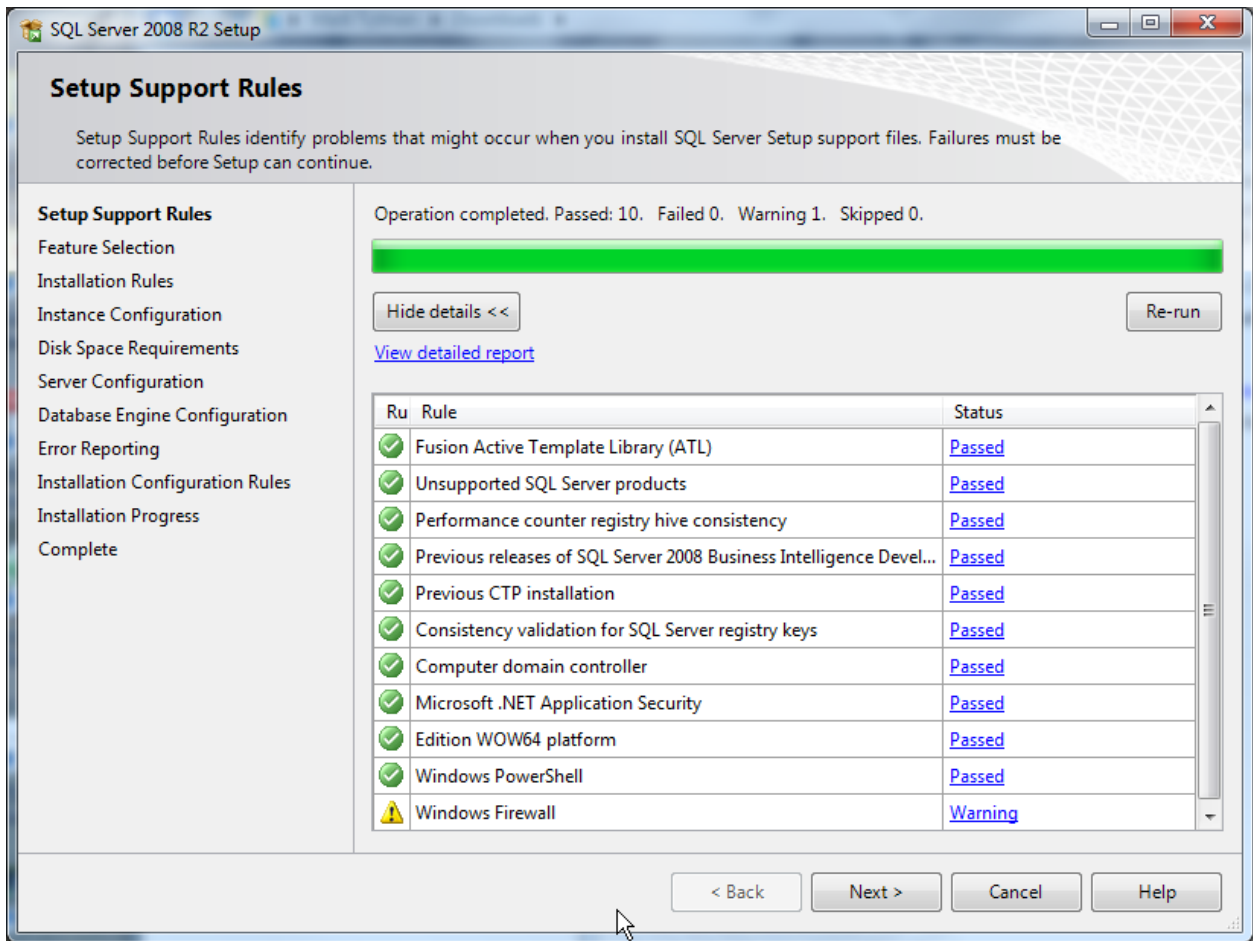 SQL Server 2008 R2 Setup
Setup Support Rules
Setup Support Rules identify problems that might occur when you install SQL Server Setup support files. Failures must be
corrected before Setup can continue.
Setup Support Rules
Feature Selection
Installation Rules
Instance Configuration
Disk Space Requirements
Server Configuration
Database Engine Configuration
Error Reporting
Installation Configuration Rules
Installation Progress
Complete
Operation completed. Passed: 10. Failed 0. Warning 1. Skipped 0.
Hide details <<
Re-run
View detailed report
Ru Rule Status
Fusion Active Template Library (ATL) Passed
Unsupported SQL Server products Passed
Performance counter registry hive consistency Passed
Previous releases of SQL Server 2008 Business Intelligence Devel... Passed
Previous CTP installation Passed
Consistency validation for SQL Server registry keys Passed
Computer domain controller Passed
Microsoft .NET Application Security Passed
Edition WOW64 platform Passed
Windows PowerShell Passed
Windows Firewall Warning
< Back Next > Cancel Help